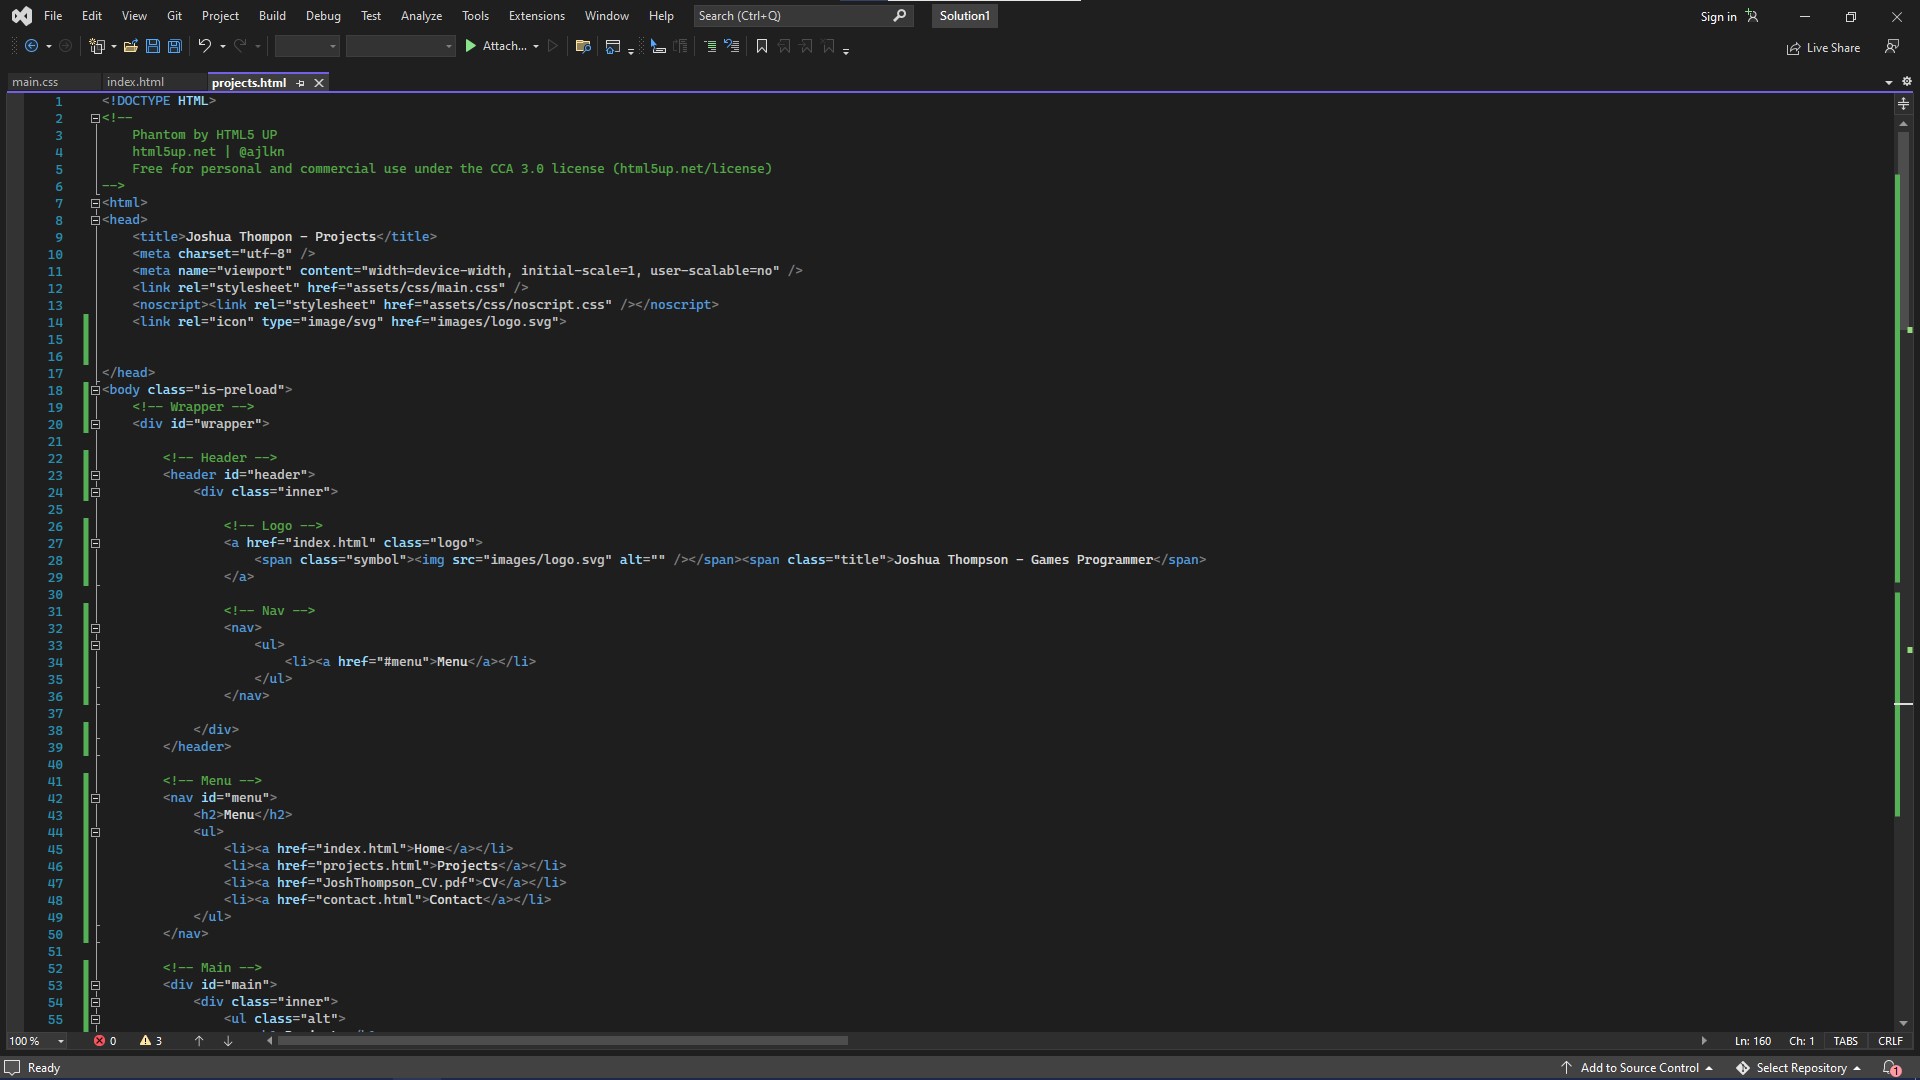 File Edit View Git Project Build Debug Test Analyze Tools Extensions Window Help Search (Ctrl+Q) Solution1 Sign in
Attach... Live Share
main.css index.html projects.html
1 <!DOCTYPE HTML>
2 <!--
3 Phantom by HTML5 UP
4 html5up.net | @ajlkn
5 Free for personal and commercial use under the CCA 3.0 license (html5up.net/license)
6 -->
7 <html>
8 <head>
9 <title>Joshua Thompon - Projects</title>
10 <meta charset="utf-8" />
11 <meta name="viewport" content="width=device-width, initial-scale=1, user-scalable=no" />
12 <link rel="stylesheet" href="assets/css/main.css" />
13 <noscript><link rel="stylesheet" href="assets/css/noscript.css" /></noscript>
14 <link rel="icon" type="image/svg" href="images/logo.svg">
15
16
17 </head>
18 <body class="is-preload">
19 <!-- Wrapper -->
20 <div id="wrapper">
21
22 <!-- Header -->
23 <header id="header">
24 <div class="inner">
25
26 <!-- Logo -->
27 <a href="index.html" class="logo">
28 <span class="symbol"><img src="images/logo.svg" alt="" /></span><span class="title">Joshua Thompson - Games Programmer</span>
29 </a>
30
31 <!-- Nav -->
32 <nav>
33 <ul>
34 <li><a href="#menu">Menu</a></li>
35 </ul>
36 </nav>
37
38 </div>
39 </header>
40
41 <!-- Menu -->
42 <nav id="menu">
43 <h2>Menu</h2>
44 <ul>
45 <li><a href="index.html">Home</a></li>
46 <li><a href="projects.html">Projects</a></li>
47 <li><a href="JoshThompson_CV.pdf">CV</a></li>
48 <li><a href="contact.html">Contact</a></li>
49 </ul>
50 </nav>
51
52 <!-- Main -->
53 <div id="main">
54 <div class="inner">
55 <ul class="alt">
100 % 0 3 Ln: 160 Ch: 1 TABS CRLF
Ready Add to Source Control Select Repository 1